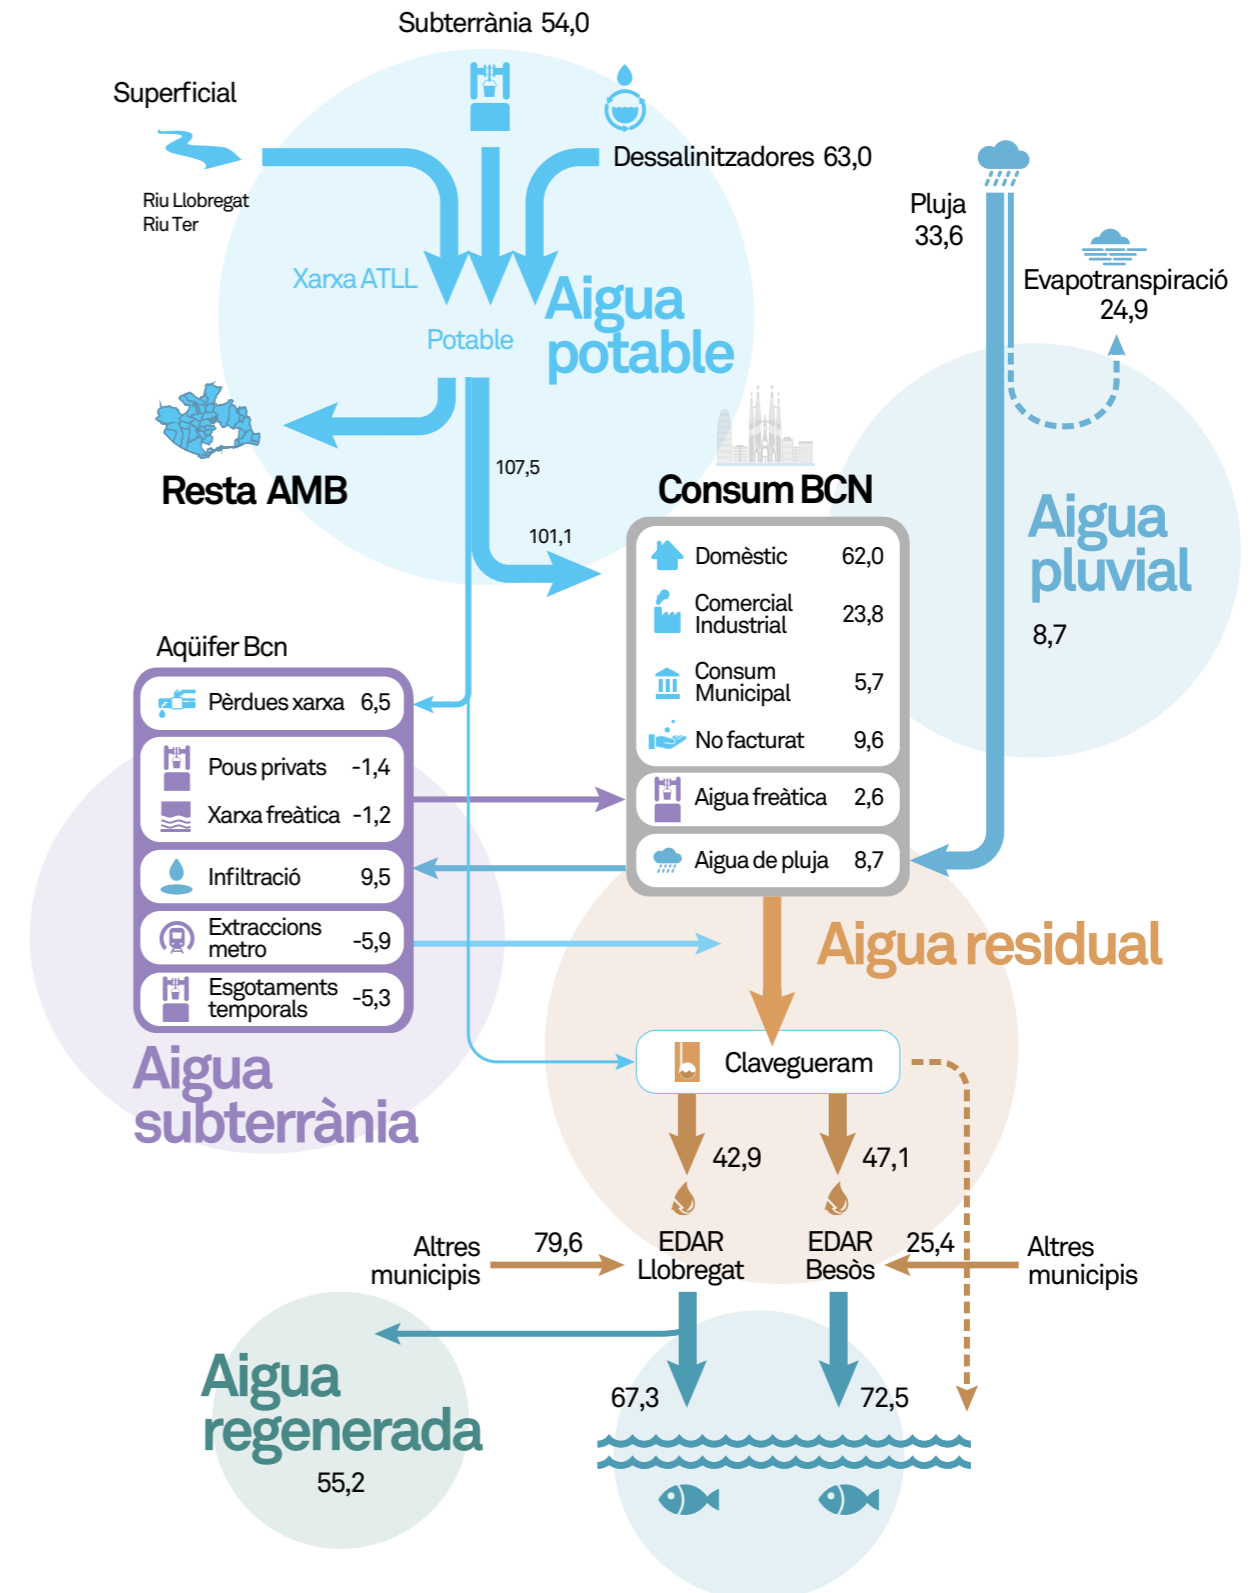 Subterrània 54,0
Superficial
Dessalinitzadores 63,0
Riu Llobregat
Riu Ter
Pluja
33,6
Evapotranspiració
24,9
Xarxa ATLL
Aigua
potable
Potable
Resta AMB
107,5
101,1
Consum BCN
Domèstic 62,0
Comercial
Industrial 23,8
Consum
Municipal 5,7
No facturat 9,6
Aigua freàtica 2,6
Aigua de pluja 8,7
Aigua
pluvial
8,7
Aqüifer Bcn
Pèrdues xarxa 6,5
Pous privats -1,4
Xarxa freàtica -1,2
Infiltració 9,5
Extraccions
metro -5,9
Esgotaments
temporals -5,3
Aigua
subterrània
Aigua residual
Clavegueram
42,9
47,1
Altres
municipis
79,6
EDAR
Llobregat
EDAR
Besòs
25,4
Altres
municipis
Aigua
regenerada
55,2
67,3
72,5